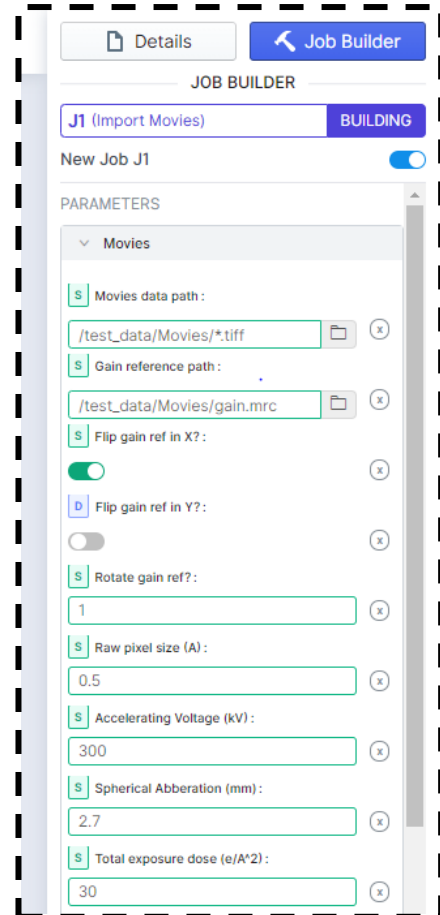 Details
Job Builder
JOB BUILDER
J1 (Import Movies)
BUILDING
New Job J1
PARAMETERS
Movies
S Movies data path :
/test_data/Movies/*.tiff
x
S Gain reference path :
/test_data/Movies/gain.mrc
x
S Flip gain ref in X? :
x
D Flip gain ref in Y? :
x
S Rotate gain ref? :
1
x
S Raw pixel size (A) :
0.5
x
S Accelerating Voltage (kV) :
300
x
S Spherical Abberation (mm) :
2.7
x
S Total exposure dose (e/A^2) :
30
x